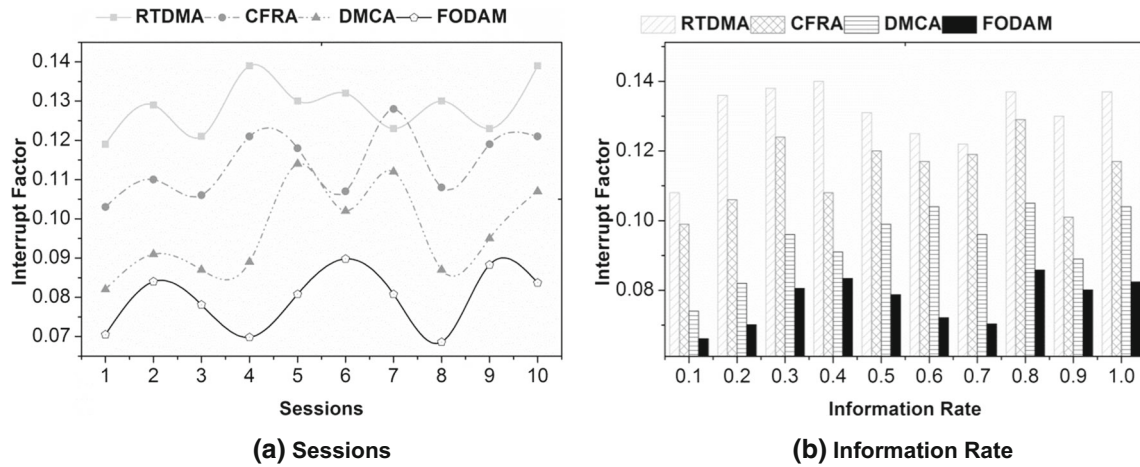 RTDMA CFRA DMCA FODAM
0.14
0.13
0.12
0.11
0.10
0.09
0.08
0.07
Interrupt Factor
1 2 3 4 5 6 7 8 9 10
Sessions
(a) Sessions
RTDMA CFRA DMCA FODAM
0.14
0.12
0.10
0.08
Interrupt Factor
0.1 0.2 0.3 0.4 0.5 0.6 0.7 0.8 0.9 1.0
Information Rate
(b) Information Rate